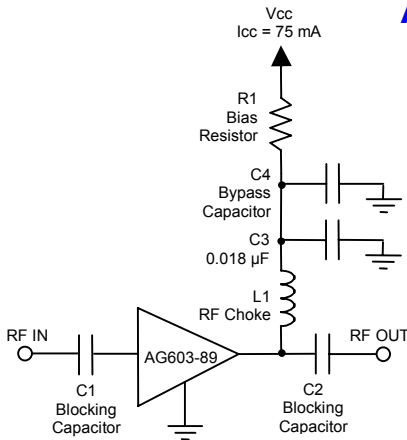 Vcc
Icc = 75 mA
R1
Bias
Resistor
C4
Bypass
Capacitor
C3
0.018 µF
L1
RF Choke
RF IN
AG603-89
RF OUT
C1
Blocking
Capacitor
C2
Blocking
Capacitor